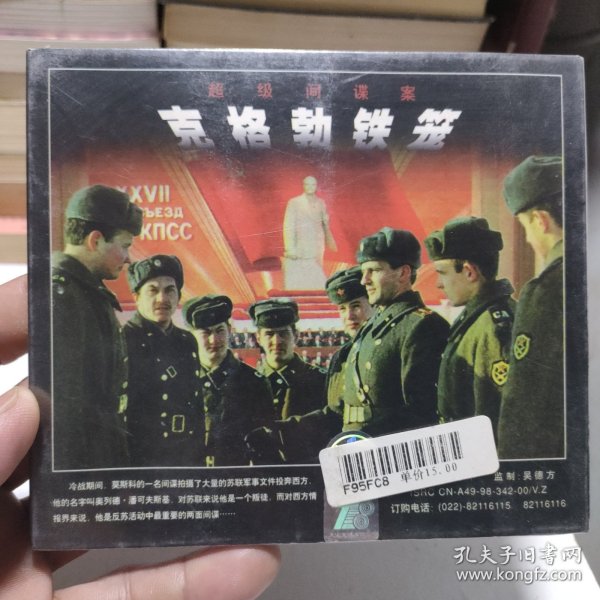 超级间谍案
克格勃铁笼
XXVII
СЪЕЗД
КПСС
СА
冷战期间，莫斯科的一名间谍拍摄了大量的苏联军事文件投奔西方，
他的名字叫奥列德·潘可夫斯基，对苏联来说他是一个叛徒，而对西方情
报界来说，他是反苏活动中最重要的两面间谍……
F95FC8 单价15.00
监制：吴德方
ISRC CN-A49-98-342-00/V.Z
订购电话：(022)-82116115 82116116
孔夫子旧书网
www.kongfz.com